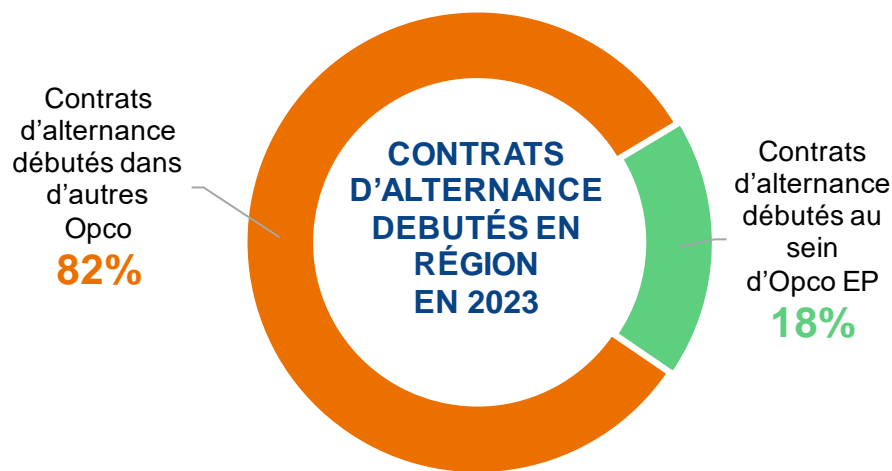 Contrats
d’alternance
débutés dans
d’autres
Opco
82%
CONTRATS
D’ALTERNANCE
DEBUTÉS EN
RÉGION
EN 2023
Contrats
d’alternance
débutés au
sein
d’Opco EP
18%